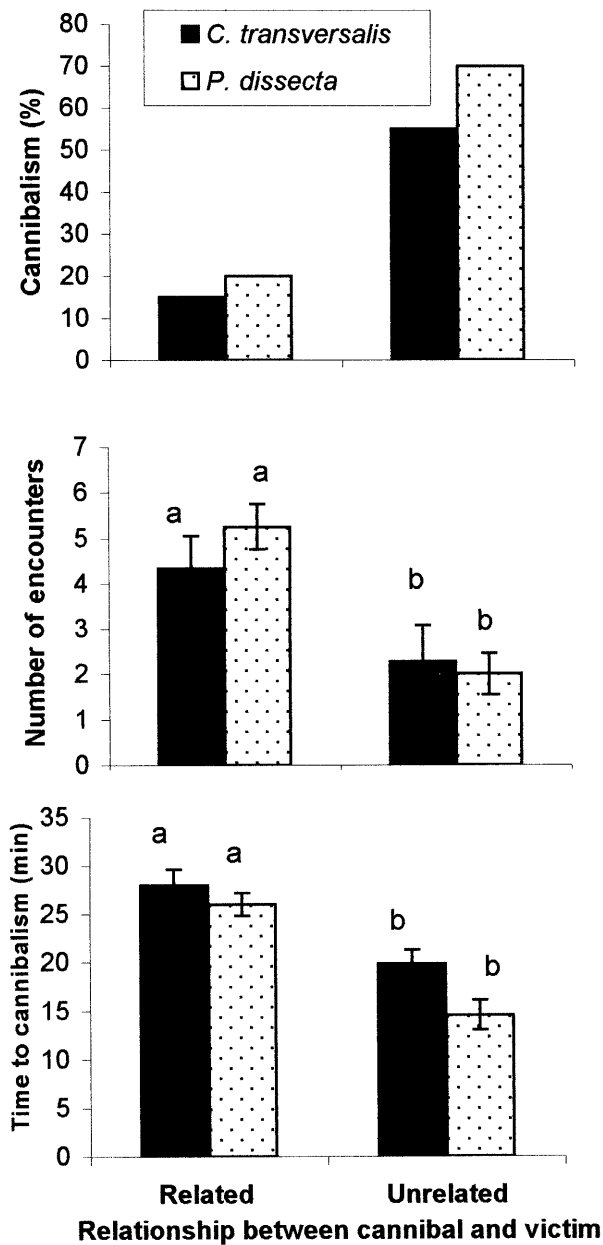 C. transversalis
P. dissecta
Cannibalism (%)
80
70
60
50
40
30
20
10
0
Number of encounters
7
6
5
4
3
2
1
0
a
a
b
b
Time to cannibalism (min)
35
30
25
20
15
10
5
0
a
a
b
b
Related
Unrelated
Relationship between cannibal and victim